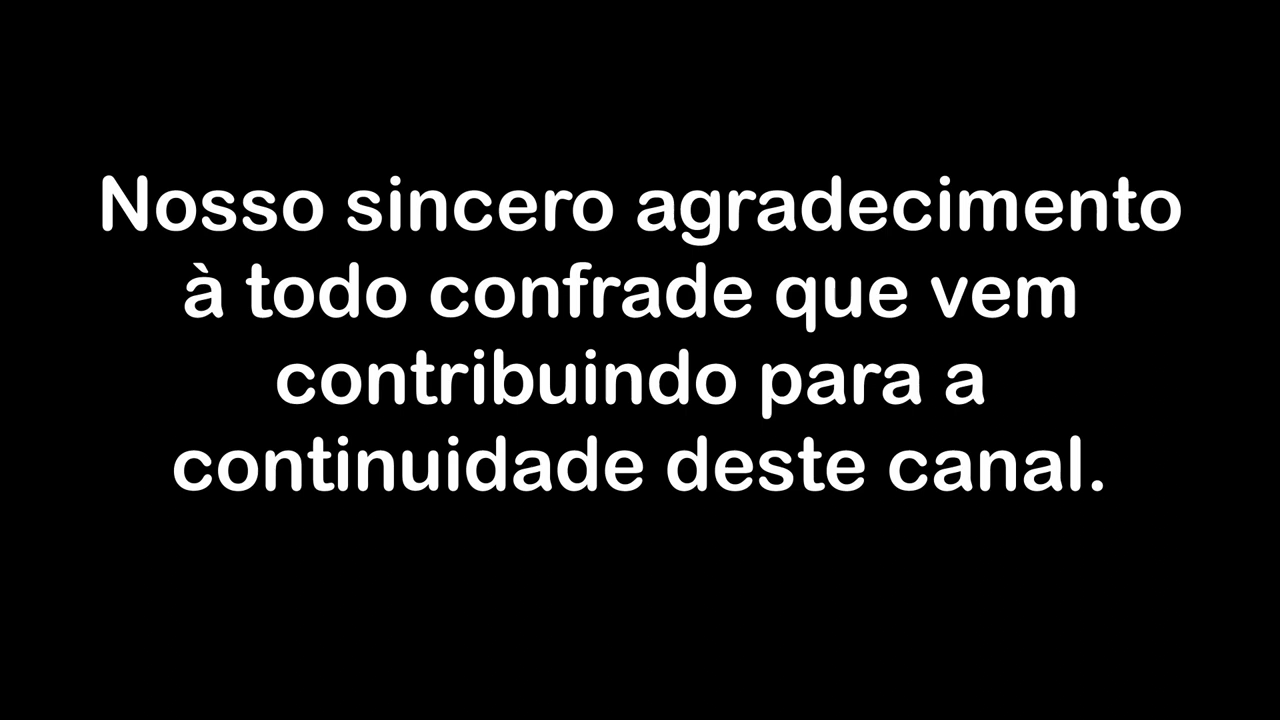 Nosso sincero agradecimento
à todo confrade que vem
contribuindo para a
continuidade deste canal.